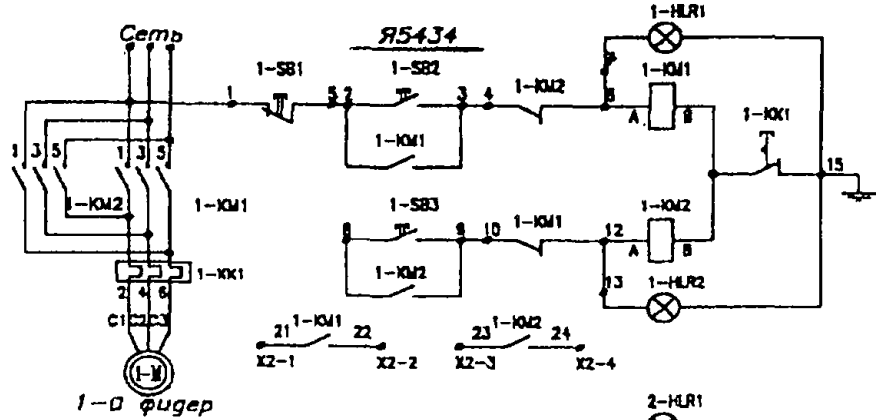 1-HLR1
Сеть
Я5434
1-SB1
1-SB2
1-KM2
1-KM1
1 5 2 3 4 6 A B
1-KM1
1-KK1
1 3 5 1 3 5
15
1-KM2 1-KM1
1-SB3
1-KM1
1-KM2
8 9 10 12 A B
1-KM2
1-KK1
13
1-HLR2
2 4 6
C1 C2 C3
21 1-KM1 22
23 1-KM2 24
X2-1 X2-2 X2-3 X2-4
1-M
1-а фидер
2-HLR1